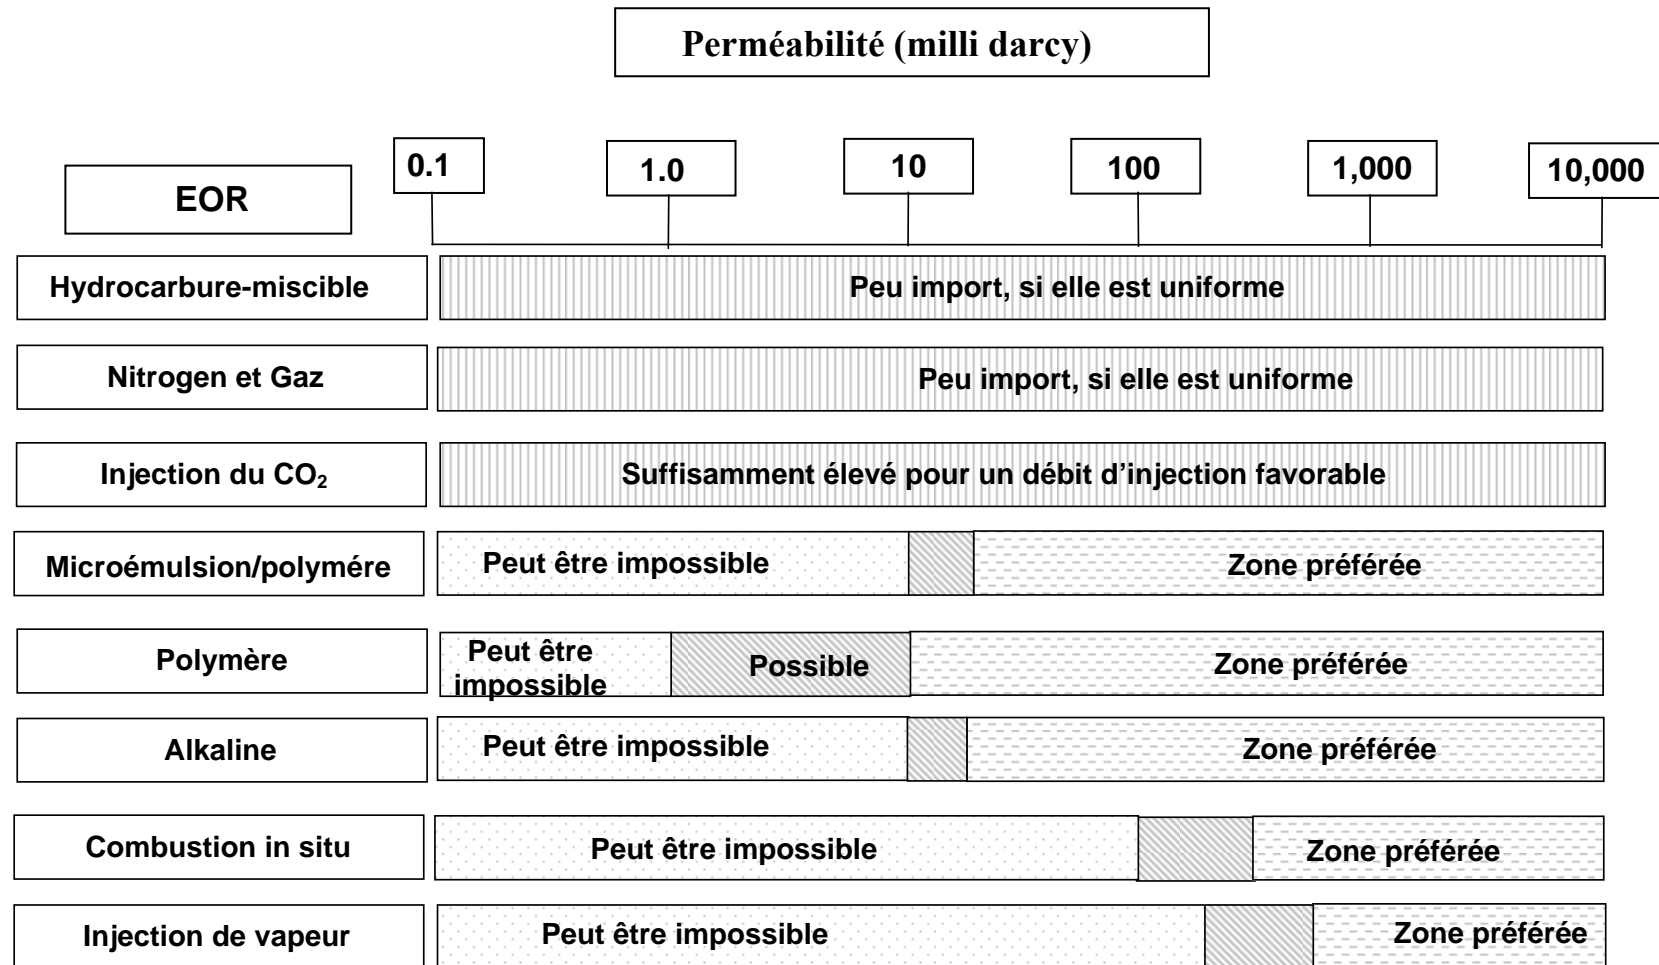 Perméabilité (milli darcy)
EOR
0.1
1.0
10
100
1,000
10,000
Hydrocarbure-miscible
Peu import, si elle est uniforme
Nitrogen et Gaz
Peu import, si elle est uniforme
Injection du CO₂
Suffisamment élevé pour un débit d’injection favorable
Microémulsion/polymére
Peut être impossible
Zone préférée
Polymère
Peut être
impossible
Possible
Zone préférée
Alkaline
Peut être impossible
Zone préférée
Combustion in situ
Peut être impossible
Zone préférée
Injection de vapeur
Peut être impossible
Zone préférée